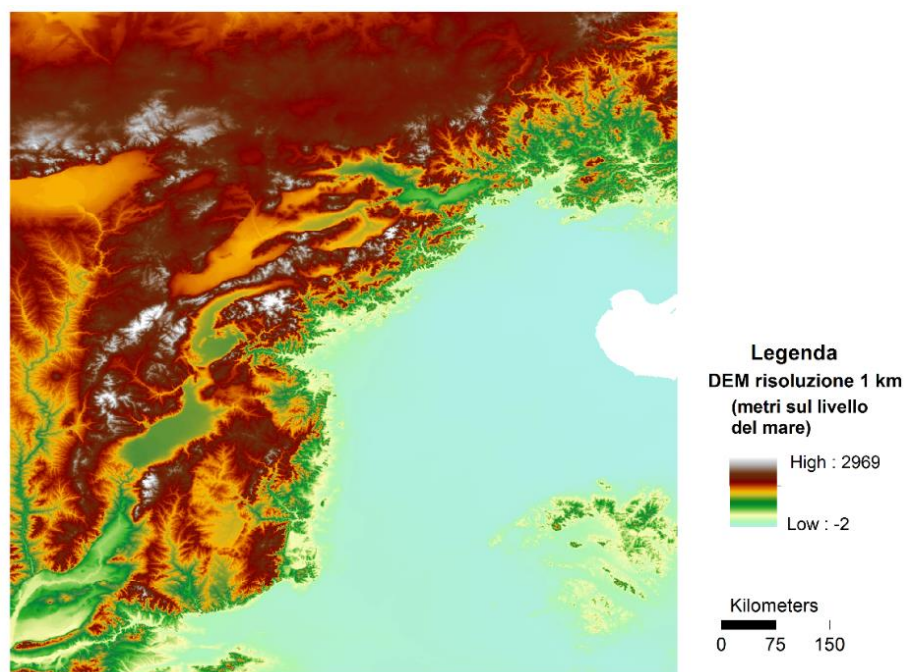 Legenda
DEM risoluzione 1 km
(metri sul livello
del mare)
High : 2969
Low : -2
Kilometers
0 75 150